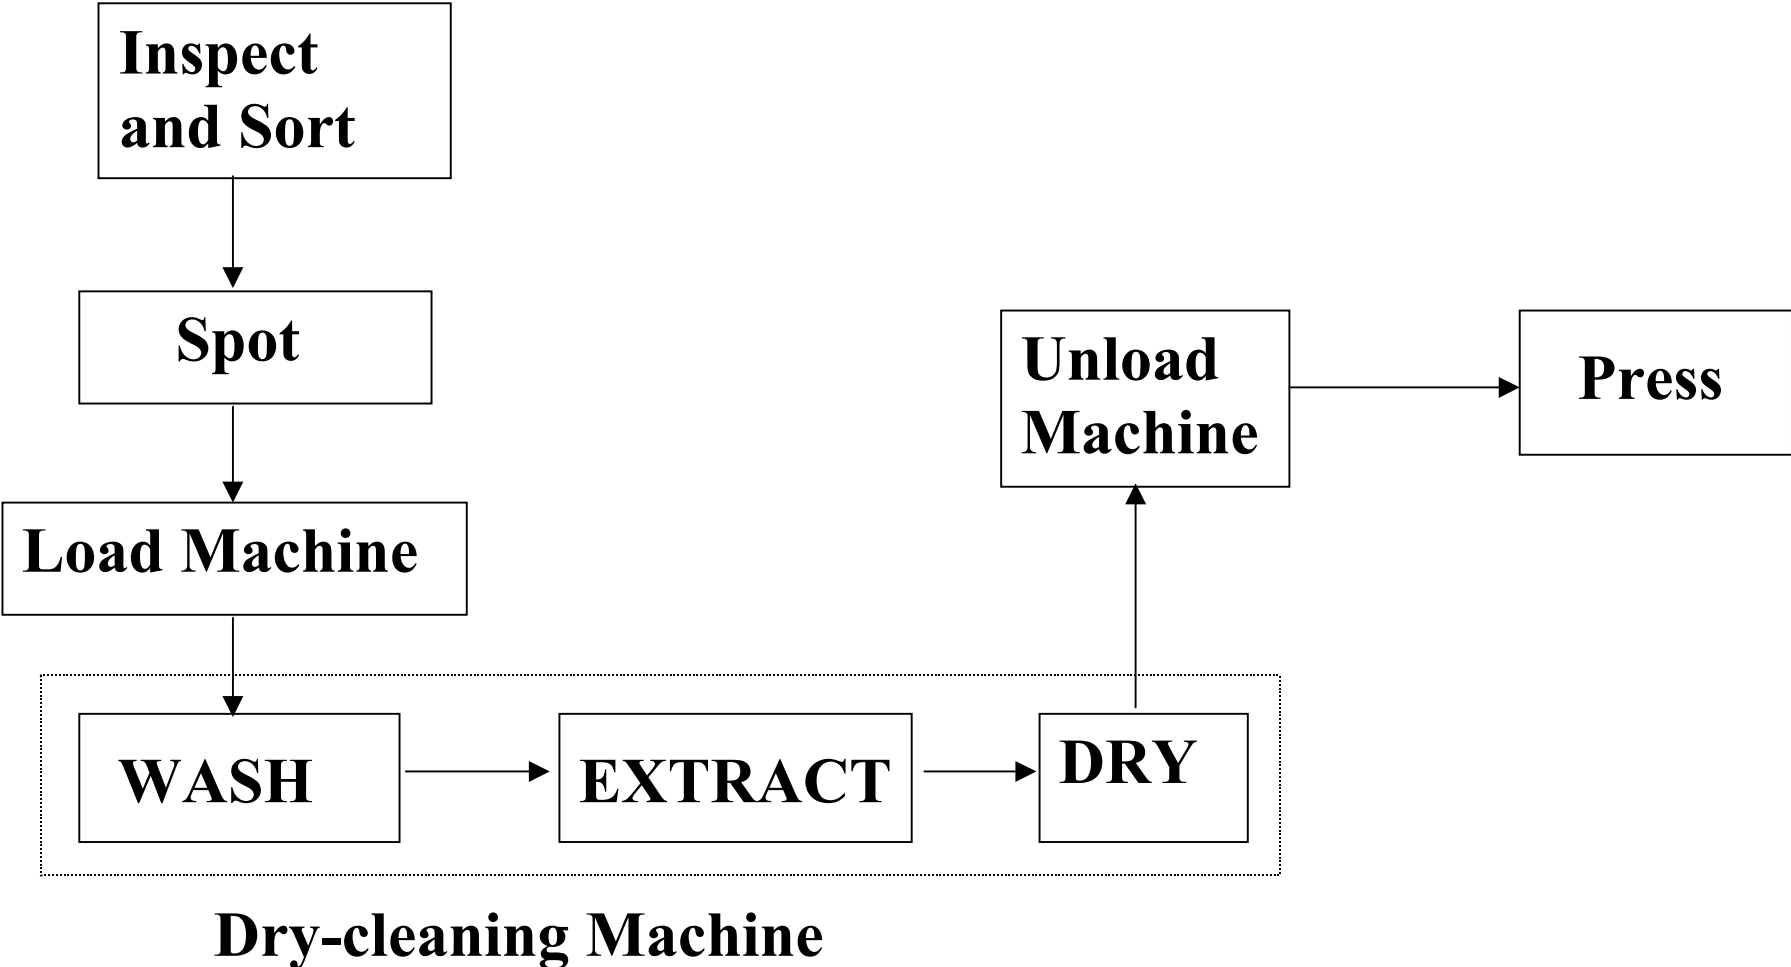 Inspect
and Sort
Spot
Load Machine
WASH
EXTRACT
DRY
Unload
Machine
Press
Dry-cleaning Machine